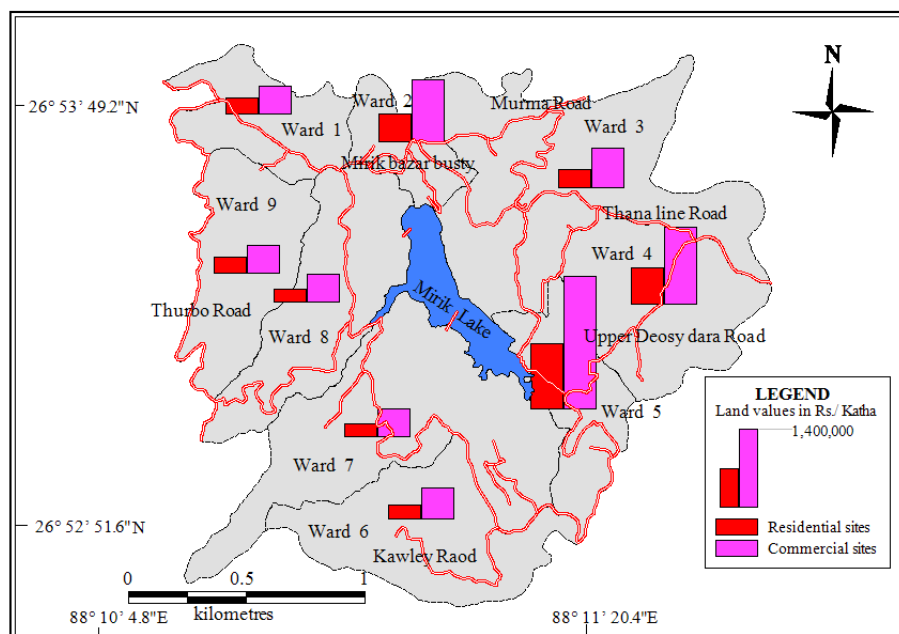 N
26° 53' 49.2"N
Ward 1
Ward 2
Murma Road
Ward 3
Mirik bazar busty
Ward 9
Thana line Road
Ward 4
Mirik Lake
Thurbo Road
Ward 8
Upper Deosy dara Road
Ward 5
LEGEND
Land values in Rs./ Katha
1,400,000
Residential sites
Commercial sites
Ward 7
26° 52' 51.6"N
Ward 6
Kawley Raod
0 0.5 1
kilometres
88° 10' 4.8"E
88° 11' 20.4"E